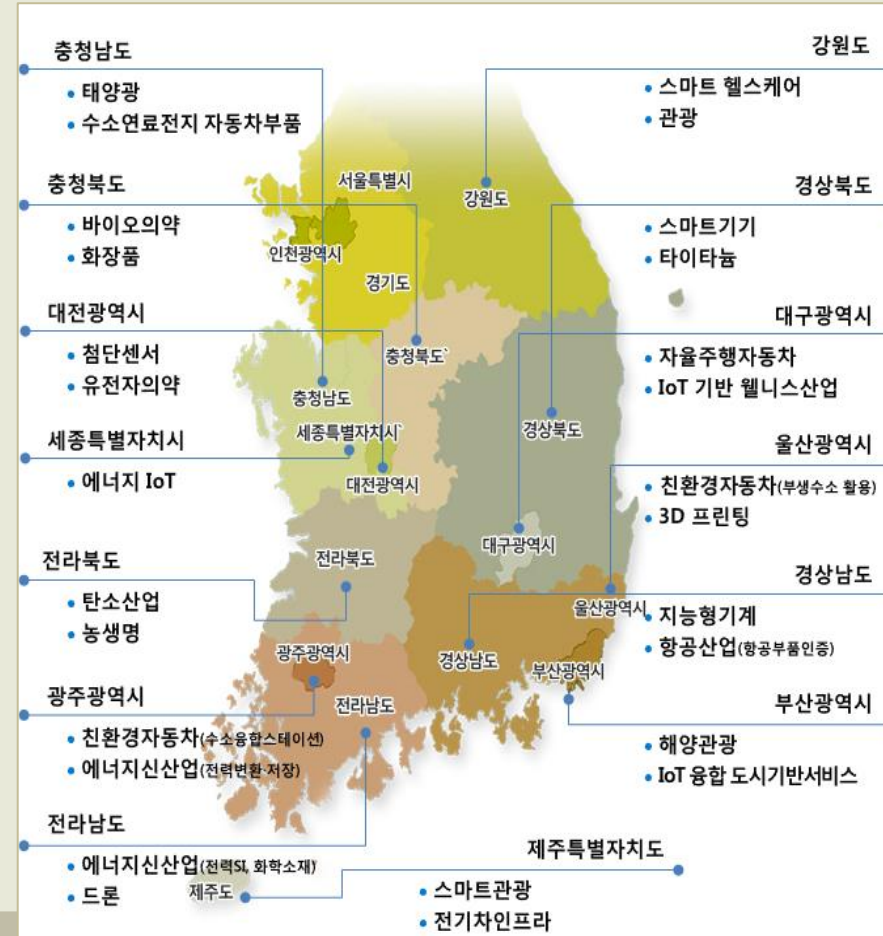 충청남도
• 태양광
• 수소연료전지 자동차부품
충청북도
• 바이오의약
• 화장품
대전광역시
• 첨단센서
• 유전자의약
세종특별자치시
• 에너지 IoT
전라북도
• 탄소산업
• 농생명
광주광역시
• 친환경자동차(수소융합스테이션)
• 에너지신산업(전력변환·저장)
전라남도
• 에너지신산업(전력SI, 화학소재)
• 드론
강원도
• 스마트 헬스케어
• 관광
경상북도
• 스마트기기
• 타이타늄
대구광역시
• 자율주행자동차
• IoT 기반 웰니스산업
울산광역시
• 친환경자동차(부생수소 활용)
• 3D 프린팅
경상남도
• 지능형기계
• 항공산업(항공부품인증)
부산광역시
• 해양관광
• IoT 융합 도시기반서비스
제주특별자치도
• 스마트관광
• 전기차인프라
서울특별시
강원도
인천광역시
경기도
충청북도`
충청남도
세종특별자치시`
경상북도
대전광역시
대구광역시
전라북도
울산광역시
광주광역시
경상남도
부산광역시
전라남도
제주도